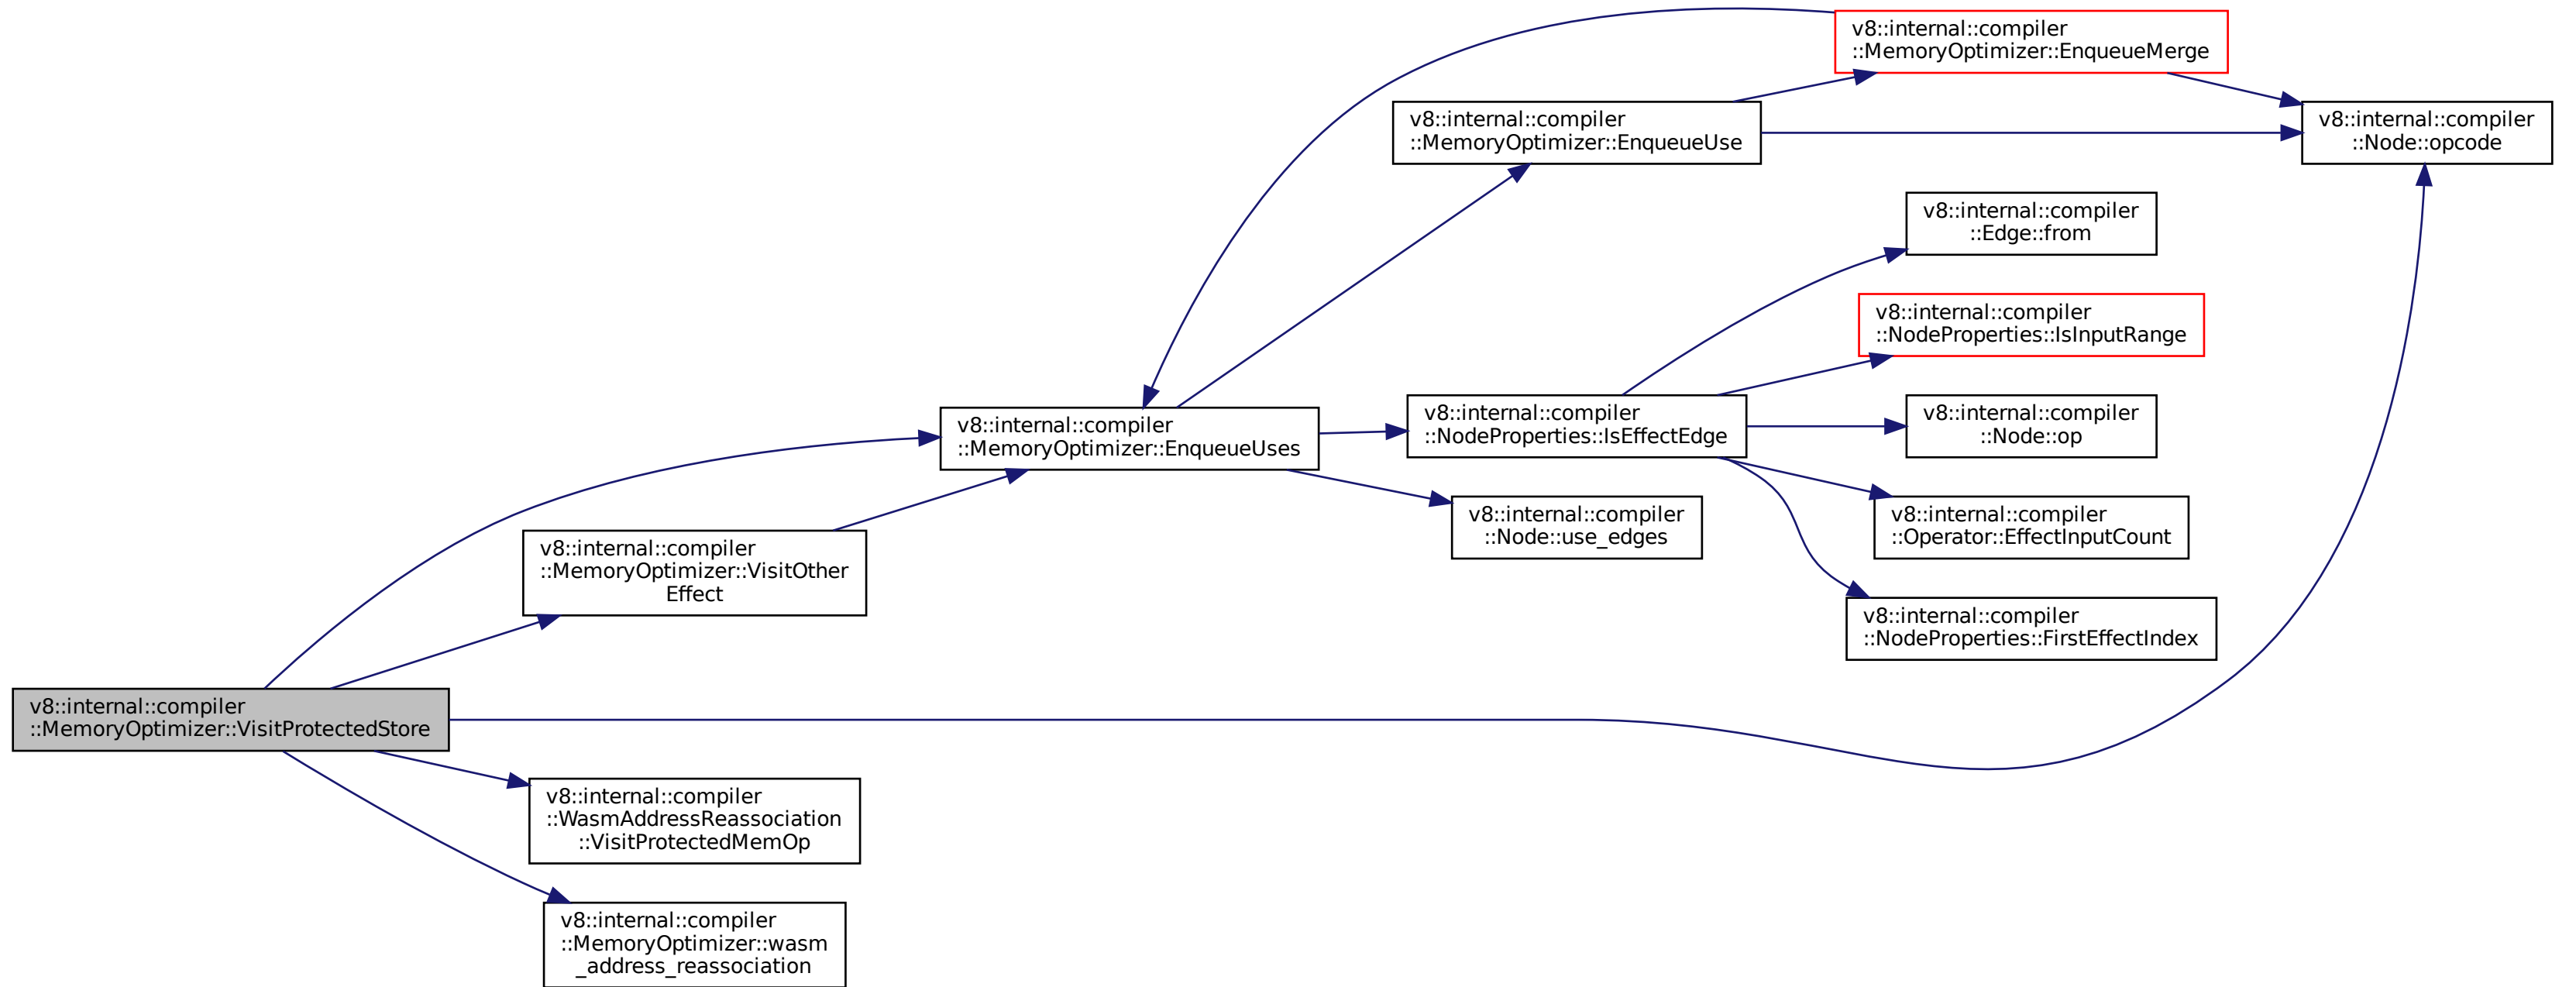 v8::internal::compiler
::MemoryOptimizer::EnqueueMerge
v8::internal::compiler
::MemoryOptimizer::EnqueueUse
v8::internal::compiler
::Node::opcode
v8::internal::compiler
::Edge::from
v8::internal::compiler
::NodeProperties::IsInputRange
v8::internal::compiler
::MemoryOptimizer::EnqueueUses
v8::internal::compiler
::NodeProperties::IsEffectEdge
v8::internal::compiler
::Node::op
v8::internal::compiler
::Node::use_edges
v8::internal::compiler
::Operator::EffectInputCount
v8::internal::compiler
::MemoryOptimizer::VisitOther
Effect
v8::internal::compiler
::NodeProperties::FirstEffectIndex
v8::internal::compiler
::MemoryOptimizer::VisitProtectedStore
v8::internal::compiler
::WasmAddressReassociation
::VisitProtectedMemOp
v8::internal::compiler
::MemoryOptimizer::wasm
_address_reassociation